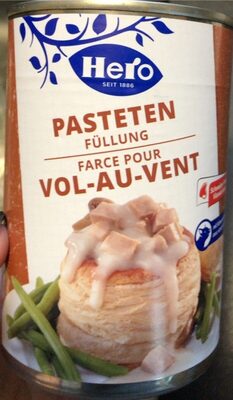 Hero
SEIT 1886
PASTETEN
FÜLLUNG
FARCE POUR
VOL-AU-VENT